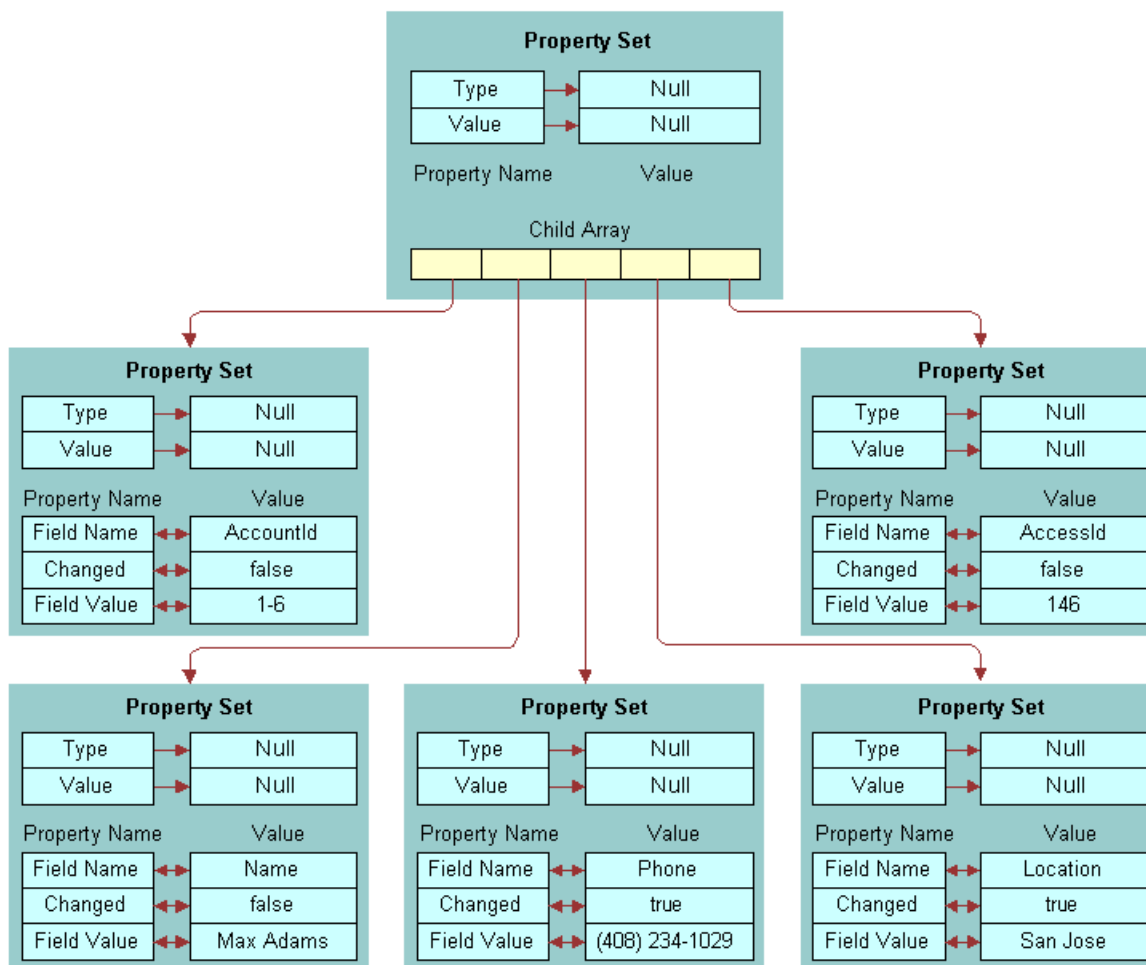 Property Set
Type Null
Value Null
Property Name Value
Child Array
Property Set
Type Null
Value Null
Property Name Value
Field Name AccountId
Changed false
Field Value 1-6
Property Set
Type Null
Value Null
Property Name Value
Field Name AccessId
Changed false
Field Value 146
Property Set
Type Null
Value Null
Property Name Value
Field Name Name
Changed false
Field Value Max Adams
Property Set
Type Null
Value Null
Property Name Value
Field Name Phone
Changed true
Field Value (408) 234-1029
Property Set
Type Null
Value Null
Property Name Value
Field Name Location
Changed true
Field Value San Jose